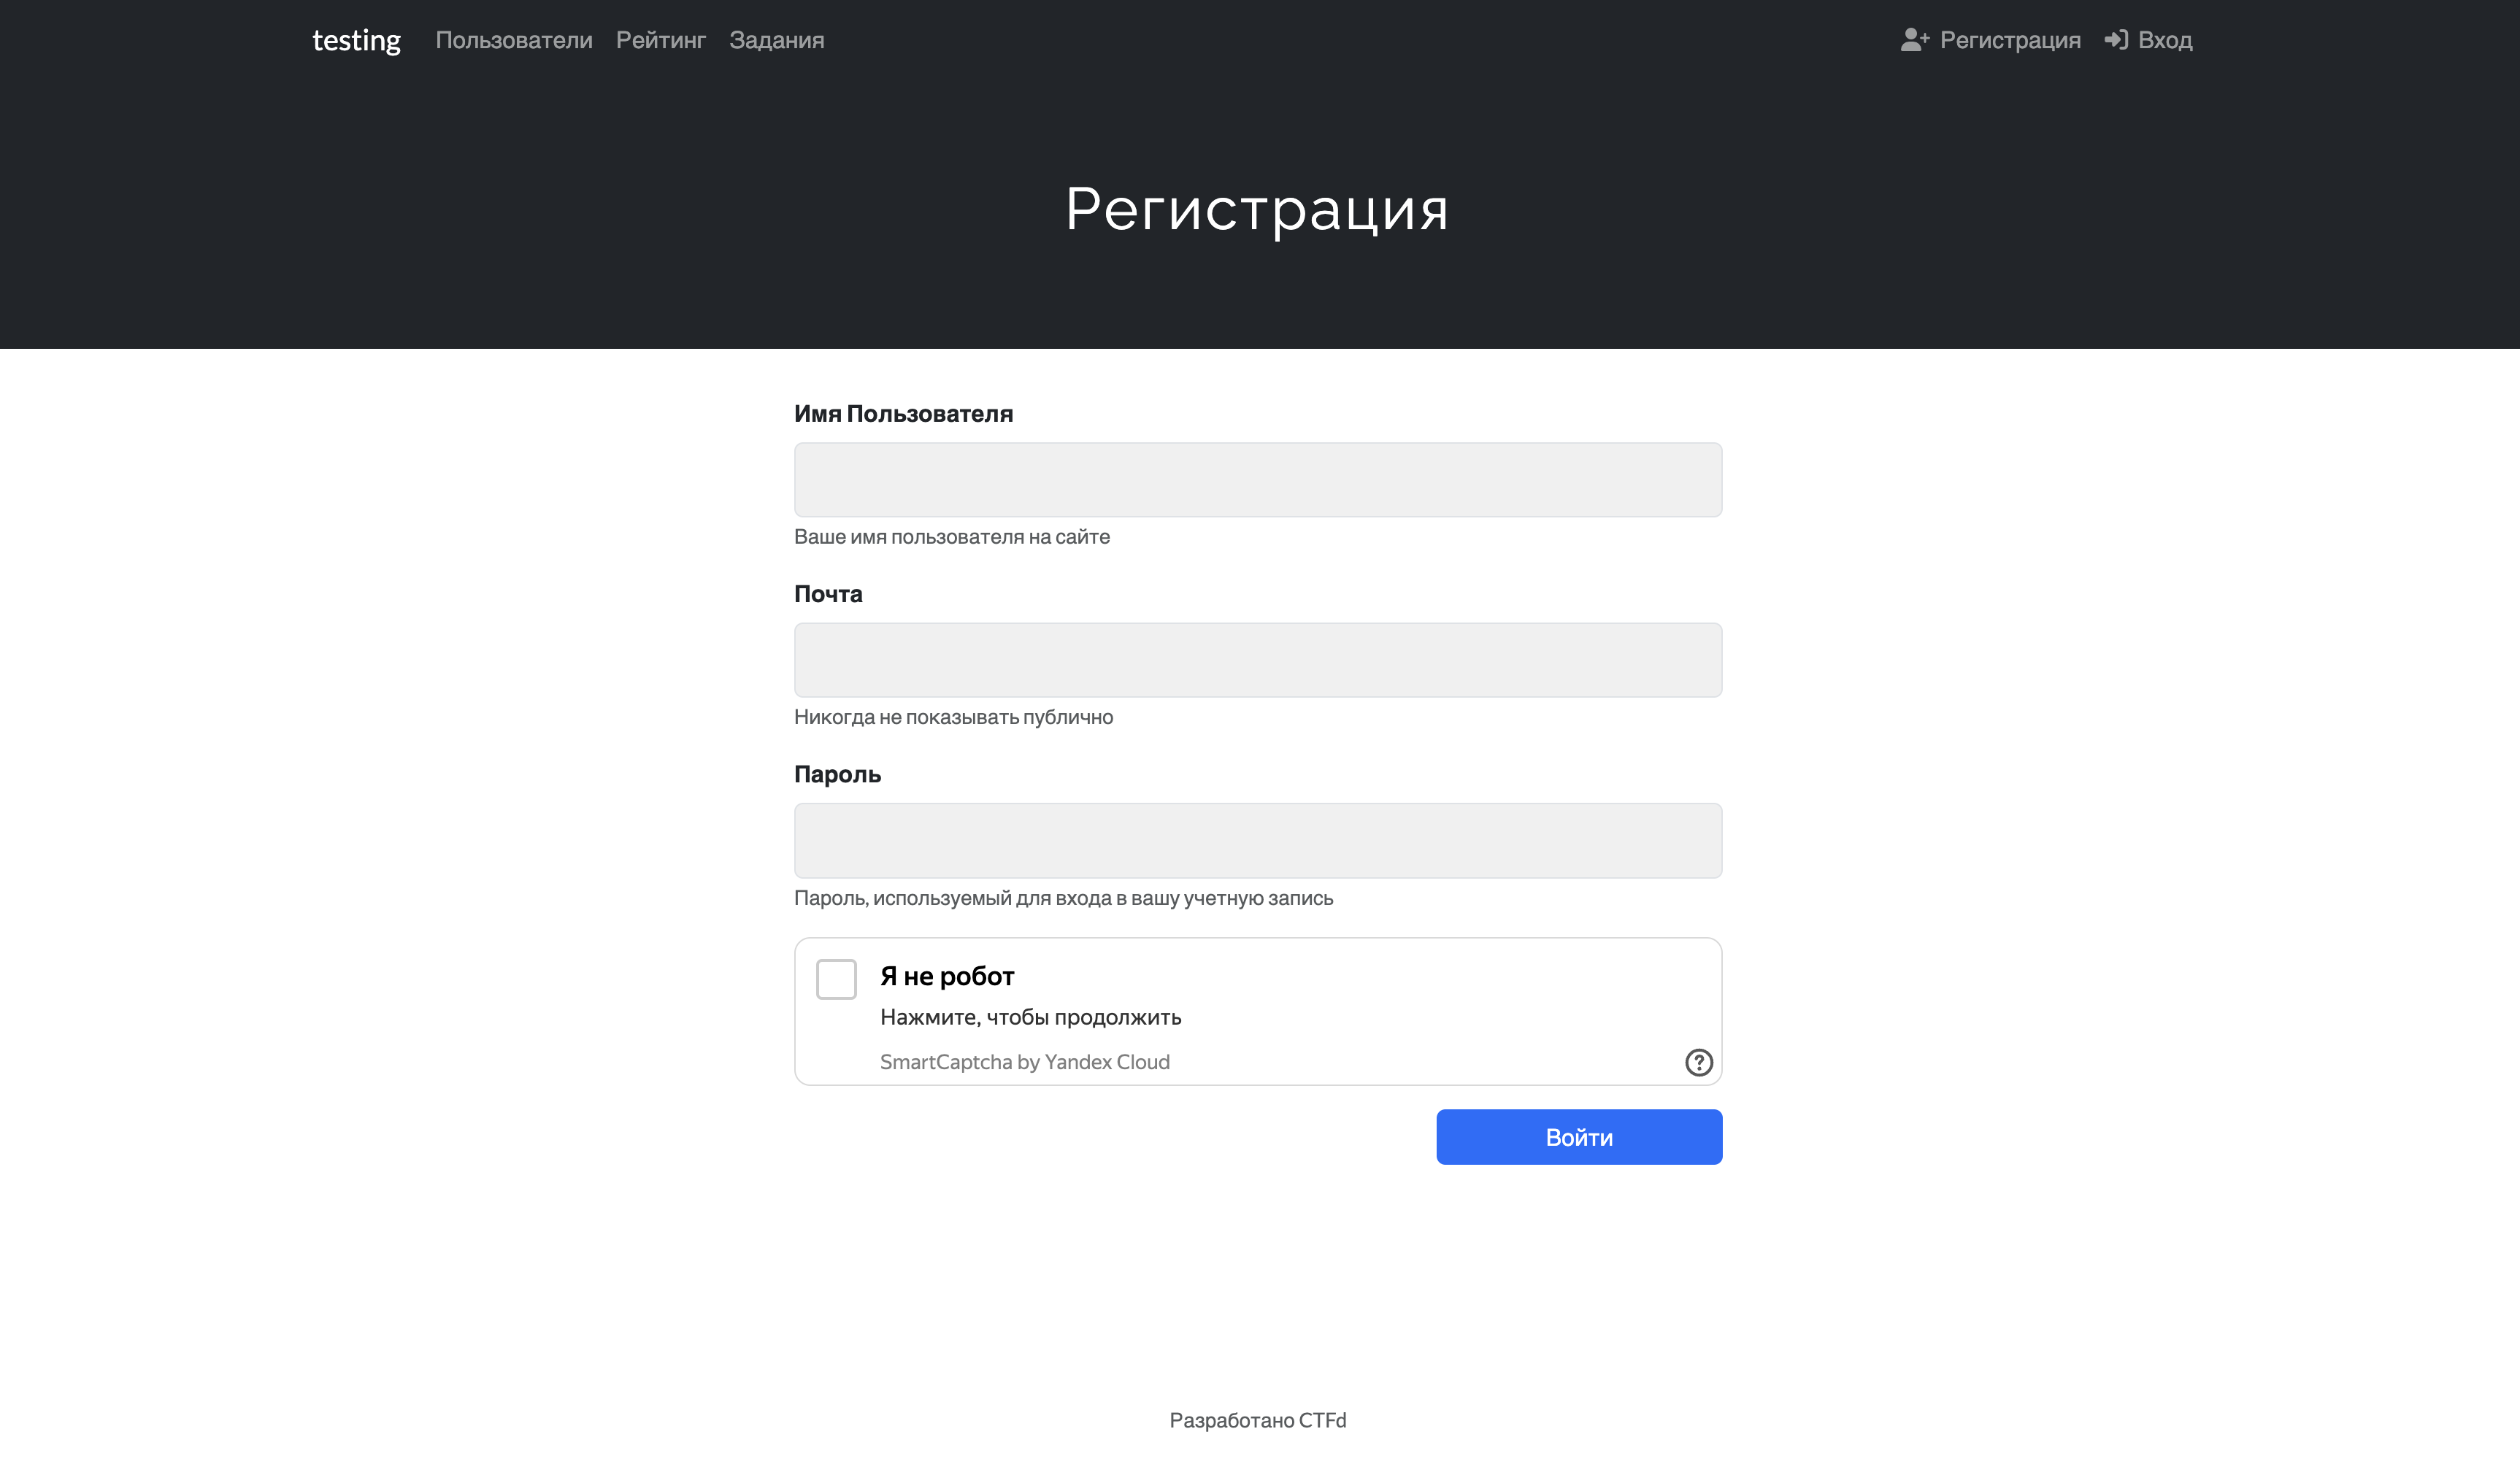 testing Пользователи Рейтинг Задания Регистрация Вход
Регистрация
Имя Пользователя
Ваше имя пользователя на сайте
Почта
Никогда не показывать публично
Пароль
Пароль, используемый для входа в вашу учетную запись
Я не робот
Нажмите, чтобы продолжить
SmartCaptcha by Yandex Cloud
Войти
Разработано CTFd